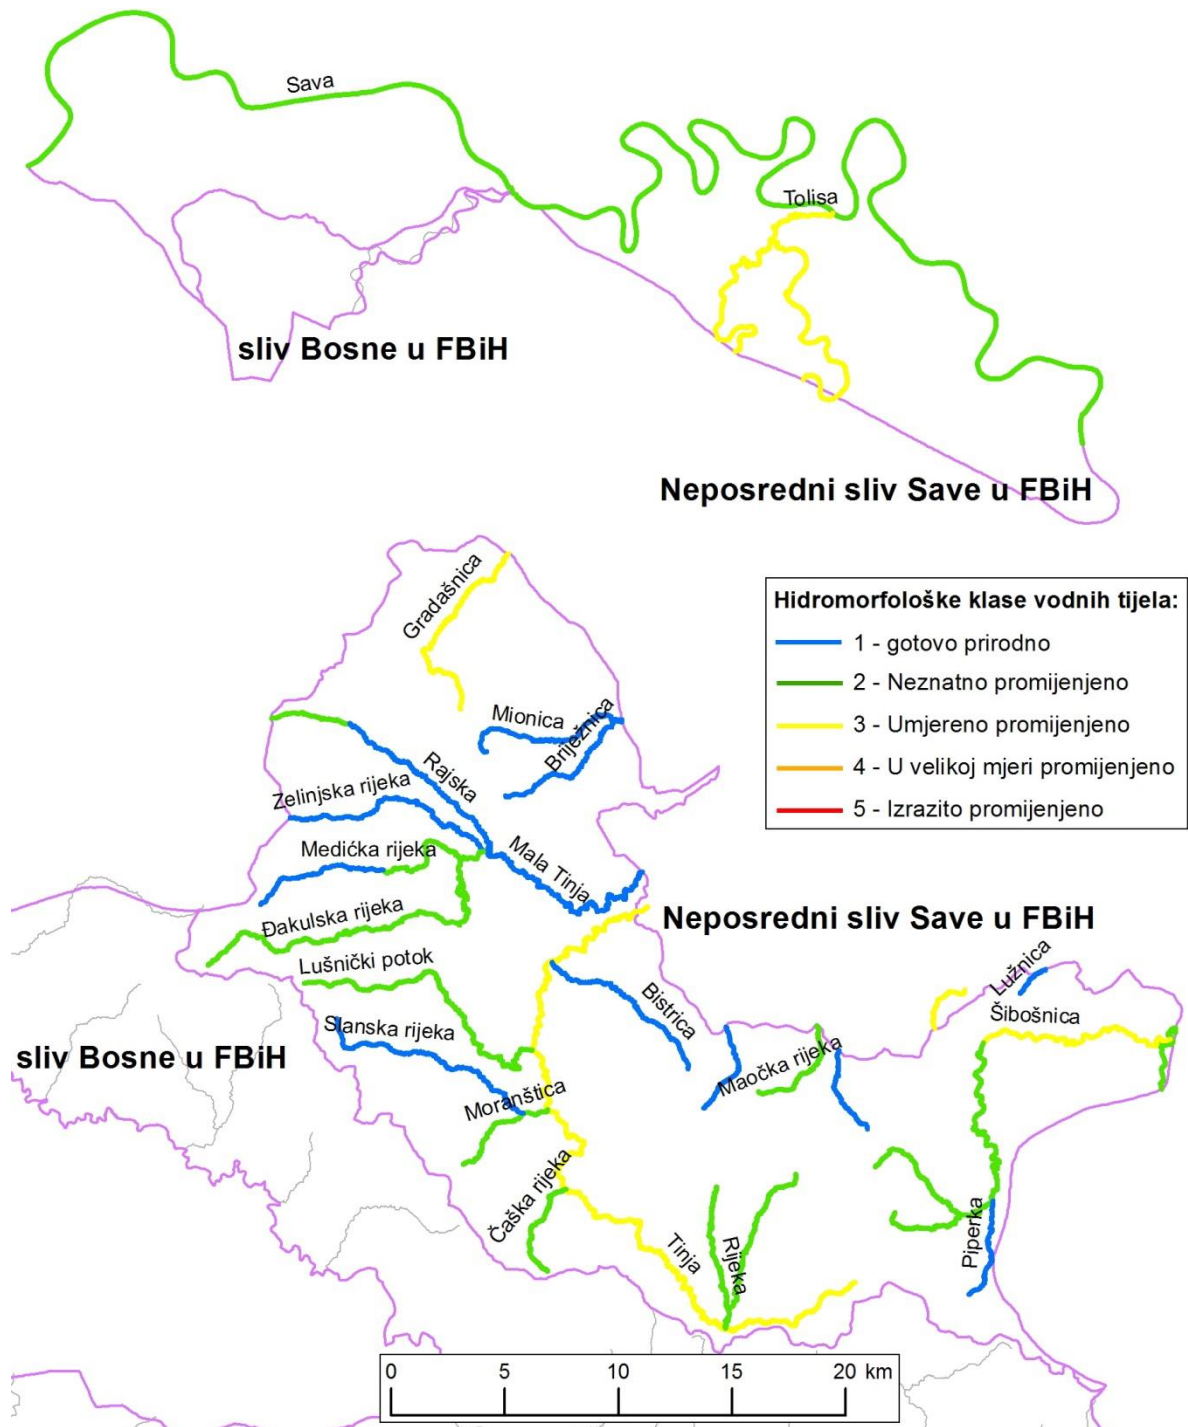 Sava
Tolisa
sliv Bosne u FBiH
Neposredni sliv Save u FBiH
Gradašnica
Hidromorfološke klase vodnih tijela:
1 - gotovo prirodno
2 - Neznatno promijenjeno
3 - Umjereno promijenjeno
4 - U velikoj mjeri promijenjeno
5 - Izrazito promijenjeno
Mionica
Briježnica
Rajska
Zelinjska rijeka
Medićka rijeka
Mala Tinja
Đakulska rijeka
Neposredni sliv Save u FBiH
Lušnički potok
Lužnica
Bistrica
Šibošnica
Slanska rijeka
sliv Bosne u FBiH
Maočka rijeka
Moranštica
Čaška rijeka
Tinja
Rijeka
Piperka
0 5 10 15 20 km